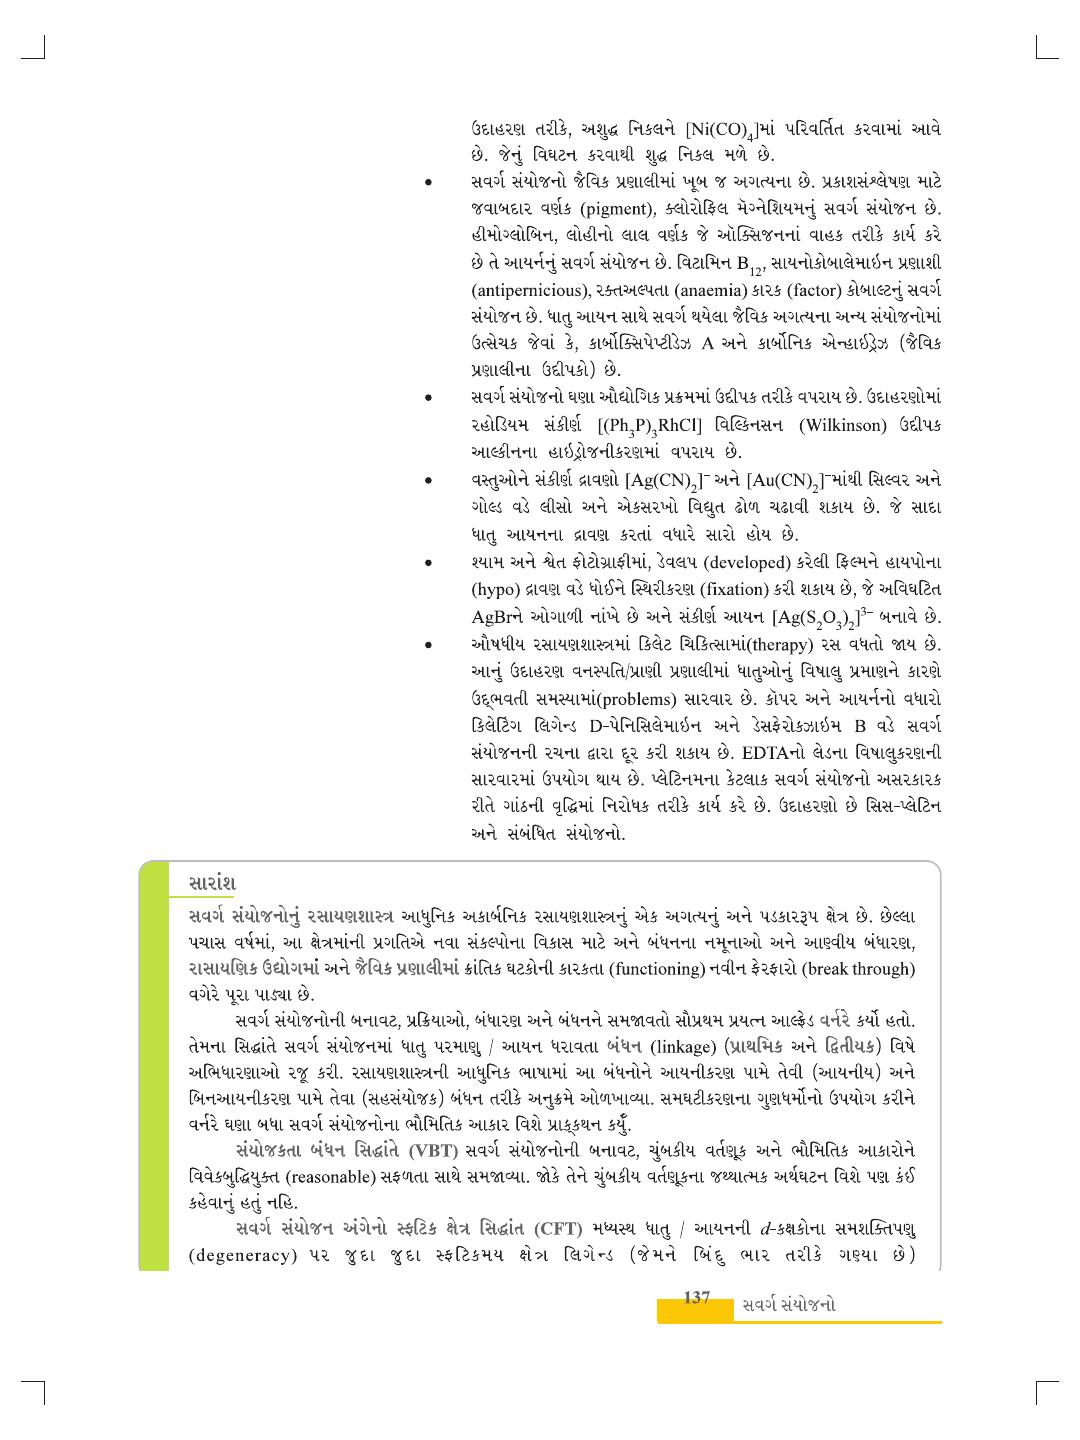 ઉદાહરણ તરીકે, અશુદ્ધ નિકલને [Ni(CO)₄]માં પરિવર્તિત કરવામાં આવે
છે. જેનું વિઘટન કરવાથી શુદ્ધ નિકલ મળે છે.
• સવર્ગ સંયોજનો જૈવિક પ્રણાલીમાં ખૂબ જ અગત્યના છે. પ્રકાશસંશ્લેષણ માટે
જવાબદાર વર્ણક (pigment), ક્લોરોફિલ મૅગ્નેશિયમનું સવર્ગ સંયોજન છે.
હીમોગ્લોબિન, લોહીનો લાલ વર્ણક જે ઑક્સિજનનાં વાહક તરીકે કાર્ય કરે
છે તે આયર્નનું સવર્ગ સંયોજન છે. વિટામિન B₁₂, સાયનોકોબાલેમાઇન પ્રણાશી
(antipernicious), રક્તઅલ્પતા (anaemia) કારક (factor) કોબાલ્ટનું સવર્ગ
સંયોજન છે. ધાતુ આયન સાથે સવર્ગ થયેલા જૈવિક અગત્યના અન્ય સંયોજનોમાં
ઉત્સેચક જેવાં કે, કાર્બોક્સિપેપ્ટીડેઝ A અને કાર્બોનિક એન્હાઇડ્રેઝ (જૈવિક
પ્રણાલીના ઉદ્દીપકો) છે.
• સવર્ગ સંયોજનો ઘણા ઔદ્યોગિક પ્રક્રમમાં ઉદ્દીપક તરીકે વપરાય છે. ઉદાહરણોમાં
રહોડિયમ સંકીર્ણ [(Ph₃P)₃RhCl] વિલ્કિનસન (Wilkinson) ઉદ્દીપક
આલ્કીનના હાઇડ્રોજનીકરણમાં વપરાય છે.
• વસ્તુઓને સંકીર્ણ દ્રાવણો [Ag(CN)₂]⁻ અને [Au(CN)₂]⁻માંથી સિલ્વર અને
ગોલ્ડ વડે લીસો અને એકસરખો વિદ્યુત ઢોળ ચઢાવી શકાય છે. જે સાદા
ધાતુ આયનના દ્રાવણ કરતાં વધારે સારો હોય છે.
• શ્યામ અને શ્વેત ફોટોગ્રાફીમાં, ડેવલપ (developed) કરેલી ફિલ્મને હાયપોના
(hypo) દ્રાવણ વડે ધોઈને સ્થિરીકરણ (fixation) કરી શકાય છે, જે અવિઘટિત
AgBrને ઓગાળી નાંખે છે અને સંકીર્ણ આયન [Ag(S₂O₃)₂]³⁻ બનાવે છે.
• ઔષધીય રસાયણશાસ્ત્રમાં કિલેટ ચિકિત્સામાં(therapy) રસ વધતો જાય છે.
આનું ઉદાહરણ વનસ્પતિ/પ્રાણી પ્રણાલીમાં ધાતુઓનું વિષાલુ પ્રમાણને કારણે
ઉદ્ભવતી સમસ્યામાં(problems) સારવાર છે. કૉપર અને આયર્નનો વધારો
કિલેટિંગ લિગેન્ડ D-પેનિસિલેમાઇન અને ડેસફેરોક્ઝાઇમ B વડે સવર્ગ
સંયોજનની રચના દ્વારા દૂર કરી શકાય છે. EDTAનો લેડના વિષાલુકરણની
સારવારમાં ઉપયોગ થાય છે. પ્લેટિનમના કેટલાક સવર્ગ સંયોજનો અસરકારક
રીતે ગાંઠની વૃદ્ધિમાં નિરોધક તરીકે કાર્ય કરે છે. ઉદાહરણો છે સિસ-પ્લેટિન
અને સંબંધિત સંયોજનો.
સારાંશ
સવર્ગ સંયોજનોનું રસાયણશાસ્ત્ર આધુનિક અકાર્બનિક રસાયણશાસ્ત્રનું એક અગત્યનું અને પડકારરૂપ ક્ષેત્ર છે. છેલ્લા
પચાસ વર્ષમાં, આ ક્ષેત્રમાંની પ્રગતિએ નવા સંકલ્પોના વિકાસ માટે અને બંધનના નમૂનાઓ અને આણ્વીય બંધારણ,
રાસાયણિક ઉદ્યોગમાં અને જૈવિક પ્રણાલીમાં ક્રાંતિક ઘટકોની કારકતા (functioning) નવીન ફેરફારો (break through)
વગેરે પૂરા પાડ્યા છે.
સવર્ગ સંયોજનોની બનાવટ, પ્રક્રિયાઓ, બંધારણ અને બંધનને સમજાવતો સૌપ્રથમ પ્રયત્ન આલ્ફ્રેડ વર્નરે કર્યો હતો.
તેમના સિદ્ધાંતે સવર્ગ સંયોજનમાં ધાતુ પરમાણુ / આયન ધરાવતા બંધન (linkage) (પ્રાથમિક અને દ્વિતીયક) વિષે
અભિધારણાઓ રજૂ કરી. રસાયણશાસ્ત્રની આધુનિક ભાષામાં આ બંધનોને આયનીકરણ પામે તેવી (આયનીય) અને
બિનઆયનીકરણ પામે તેવા (સહસંયોજક) બંધન તરીકે અનુક્રમે ઓળખાવ્યા. સમઘટીકરણના ગુણધર્મોનો ઉપયોગ કરીને
વર્નરે ઘણા બધા સવર્ગ સંયોજનોના ભૌમિતિક આકાર વિશે પ્રાક્કથન કર્યું.
સંયોજકતા બંધન સિદ્ધાંતે (VBT) સવર્ગ સંયોજનોની બનાવટ, ચુંબકીય વર્તણૂક અને ભૌમિતિક આકારોને
વિવેકબુદ્ધિયુક્ત (reasonable) સફળતા સાથે સમજાવ્યા. જોકે તેને ચુંબકીય વર્તણૂકના જથ્થાત્મક અર્થઘટન વિશે પણ કંઈ
કહેવાનું હતું નહિ.
સવર્ગ સંયોજન અંગેનો સ્ફટિક ક્ષેત્ર સિદ્ધાંત (CFT) મધ્યસ્થ ધાતુ / આયનની d-કક્ષકોના સમશક્તિપણુ
(degeneracy) પર જુદા જુદા સ્ફટિકમય ક્ષેત્ર લિગેન્ડ (જેમને બિંદુ ભાર તરીકે ગણ્યા છે)
137 સવર્ગ સંયોજનો